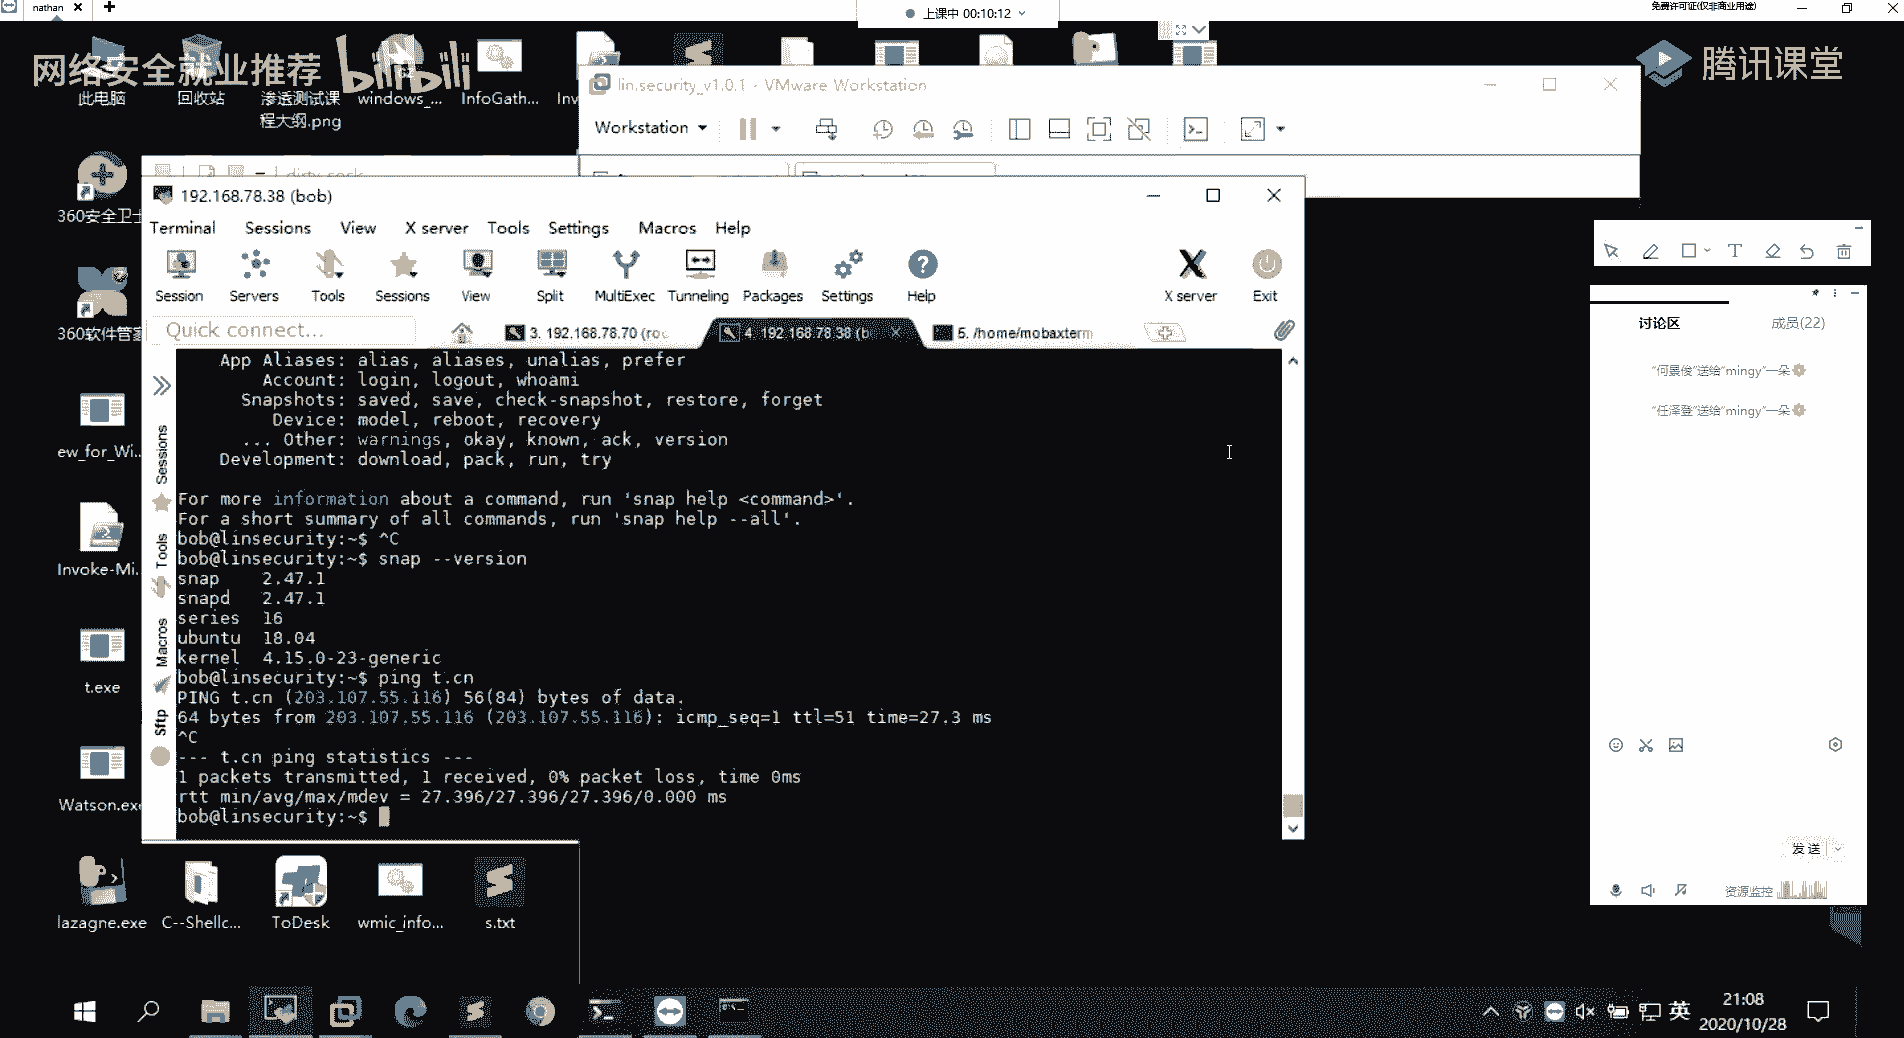 nathan
上课中 00:10:12
免费许可证(仅非商业用途)
网络安全就业推荐
bilibili
腾讯课堂
此电脑
回收站
渗透测试课
程大纲.png
windows_...
InfoGath...
Inv
lin.security_v1.0.1 - VMware Workstation
Workstation
360安全卫士
360软件管家
ew_for_Wi...
Invoke-Mi...
t.exe
Watson.exe
lazagne.exe
C--Shellc...
ToDesk
wmic_info...
s.txt
192.168.78.38 (bob)
Terminal Sessions View X server Tools Settings Macros Help
Session Servers Tools Sessions View Split MultiExec Tunneling Packages Settings Help X server Exit
Quick connect...
3. 192.168.78.70 (roo
4. 192.168.78.38 (b
5. /home/mobaxterm
Sessions
Tools
Macros
Sftp
App Aliases: alias, aliases, unalias, prefer
Account: login, logout, whoami
Snapshots: saved, save, check-snapshot, restore, forget
Device: model, reboot, recovery
... Other: warnings, okay, known, ack, version
Development: download, pack, run, try
For more information about a command, run 'snap help <command>'.
For a short summary of all commands, run 'snap help --all'.
bob@linsecurity:~$ ^C
bob@linsecurity:~$ snap --version
snap 2.47.1
snapd 2.47.1
series 16
ubuntu 18.04
kernel 4.15.0-23-generic
bob@linsecurity:~$ ping t.cn
PING t.cn (203.107.55.116) 56(84) bytes of data.
64 bytes from 203.107.55.116 (203.107.55.116): icmp_seq=1 ttl=51 time=27.3 ms
^C
--- t.cn ping statistics ---
1 packets transmitted, 1 received, 0% packet loss, time 0ms
rtt min/avg/max/mdev = 27.396/27.396/27.396/0.000 ms
bob@linsecurity:~$
讨论区
成员(22)
"何景俊"送给"mingy"一朵
"任泽登"送给"mingy"一朵
发送
资源监控
英
21:08
2020/10/28